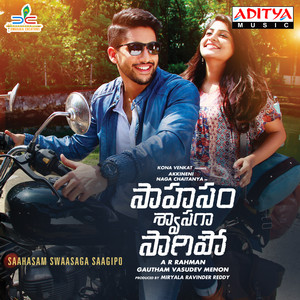 ADITYA
MUSIC
KONA VENKAT
AKKINENI
NAGA CHAITANYA
సాహసం
శ్వాసగా
సాగిపో
SAAHASAM SWAASAGA SAAGIPO
A R RAHMAN
GAUTHAM VASUDEV MENON
PRODUCED BY MIRYALA RAVINDER REDDY